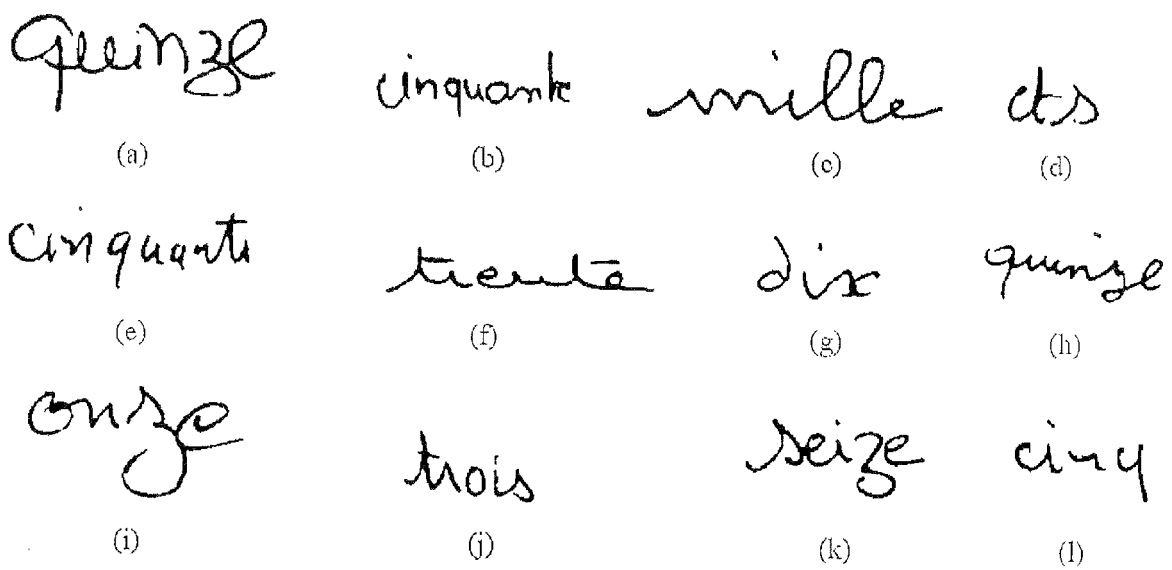 quinze cinquante mille cts
(a) (b) (c) (d)
cinquante trente dix quinze
(e) (f) (g) (h)
onze trois seize cinq
(i) (j) (k) (l)